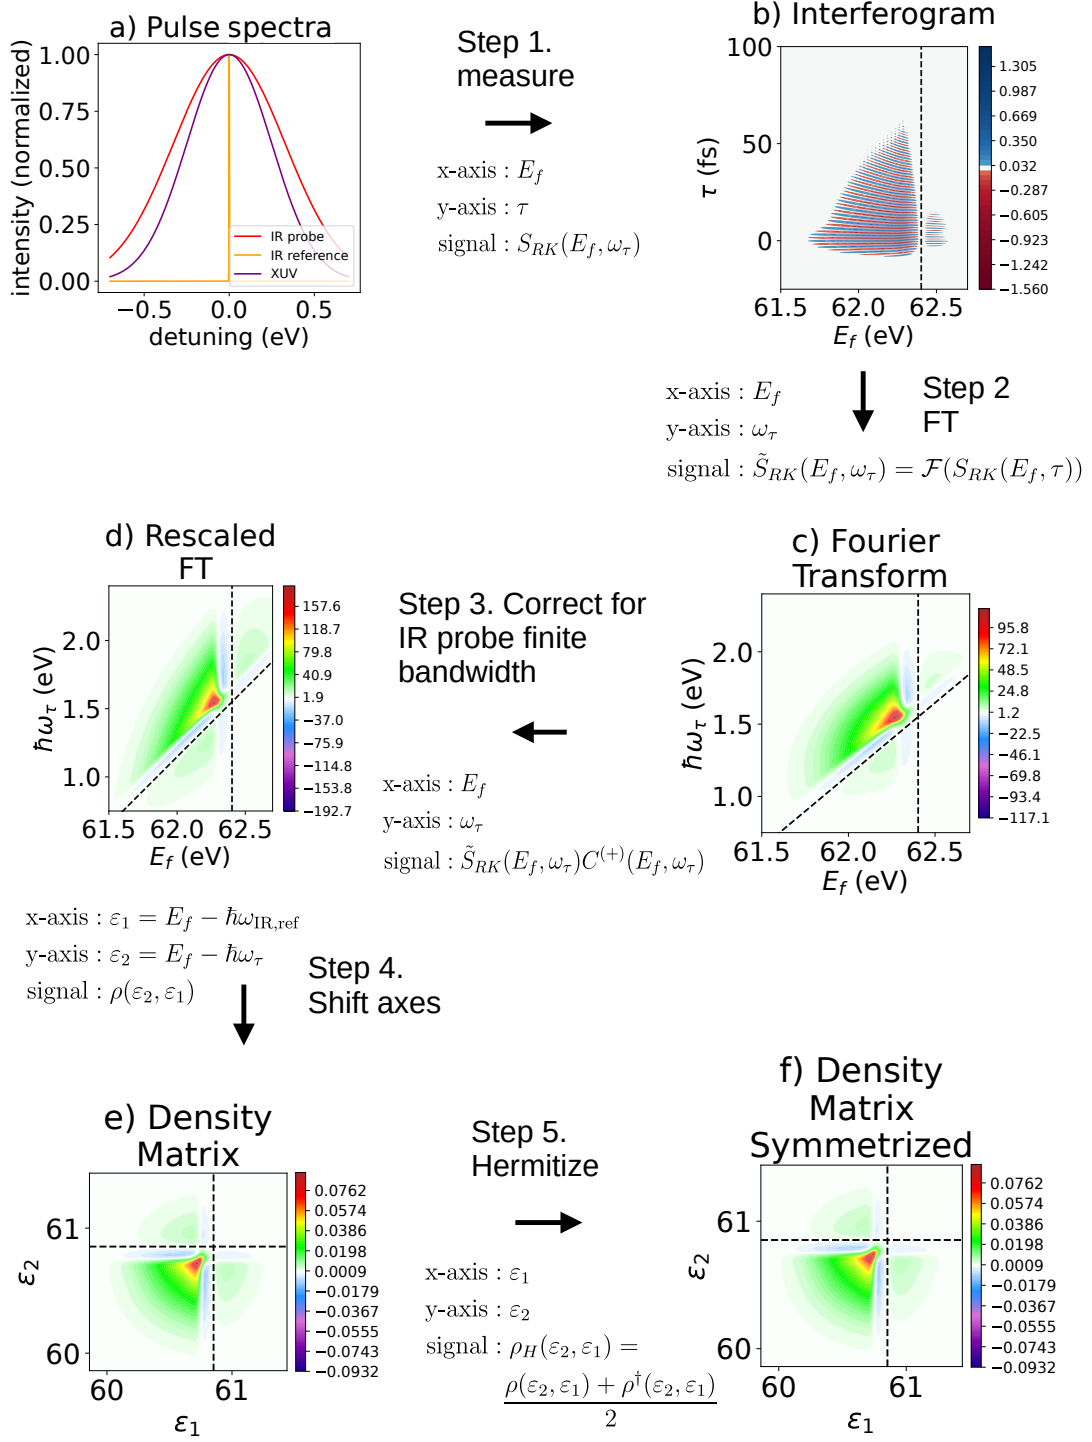 a) Pulse spectra
intensity (normalized)
1.00
0.75
0.50
0.25
0.00
IR probe
IR reference
XUV
−0.5
0.0
0.5
detuning (eV)
Step 1.
measure
x-axis : E_f
y-axis : τ
signal : S_{RK}(E_f, ω_τ)
b) Interferogram
τ (fs)
100
50
0
61.5
62.0
62.5
E_f (eV)
1.305
0.987
0.669
0.350
0.032
−0.287
−0.605
−0.923
−1.242
−1.560
x-axis : E_f
y-axis : ω_τ
signal : S̃_{RK}(E_f, ω_τ) = ℱ(S_{RK}(E_f, τ))
Step 2
FT
d) Rescaled
FT
ℏω_τ (eV)
2.0
1.5
1.0
61.5
62.0
62.5
E_f (eV)
157.6
118.7
79.8
40.9
1.9
−37.0
−75.9
−114.8
−153.8
−192.7
Step 3. Correct for
IR probe finite
bandwidth
x-axis : E_f
y-axis : ω_τ
signal : S̃_{RK}(E_f, ω_τ)C^{(+)}(E_f, ω_τ)
c) Fourier
Transform
ℏω_τ (eV)
2.0
1.5
1.0
61.5
62.0
62.5
E_f (eV)
95.8
72.1
48.5
24.8
1.2
−22.5
−46.1
−69.8
−93.4
−117.1
x-axis : ε_1 = E_f − ℏω_{IR,ref}
y-axis : ε_2 = E_f − ℏω_τ
signal : ρ(ε_2, ε_1)
Step 4.
Shift axes
e) Density
Matrix
ε_2
61
60
60
61
ε_1
0.0762
0.0574
0.0386
0.0198
0.0009
−0.0179
−0.0367
−0.0555
−0.0743
−0.0932
Step 5.
Hermitize
x-axis : ε_1
y-axis : ε_2
signal : ρ_H(ε_2, ε_1) =
ρ(ε_2, ε_1) + ρ^†(ε_2, ε_1)
2
f) Density
Matrix
Symmetrized
ε_2
61
60
60
61
ε_1
0.0762
0.0574
0.0386
0.0198
0.0009
−0.0179
−0.0367
−0.0555
−0.0743
−0.0932